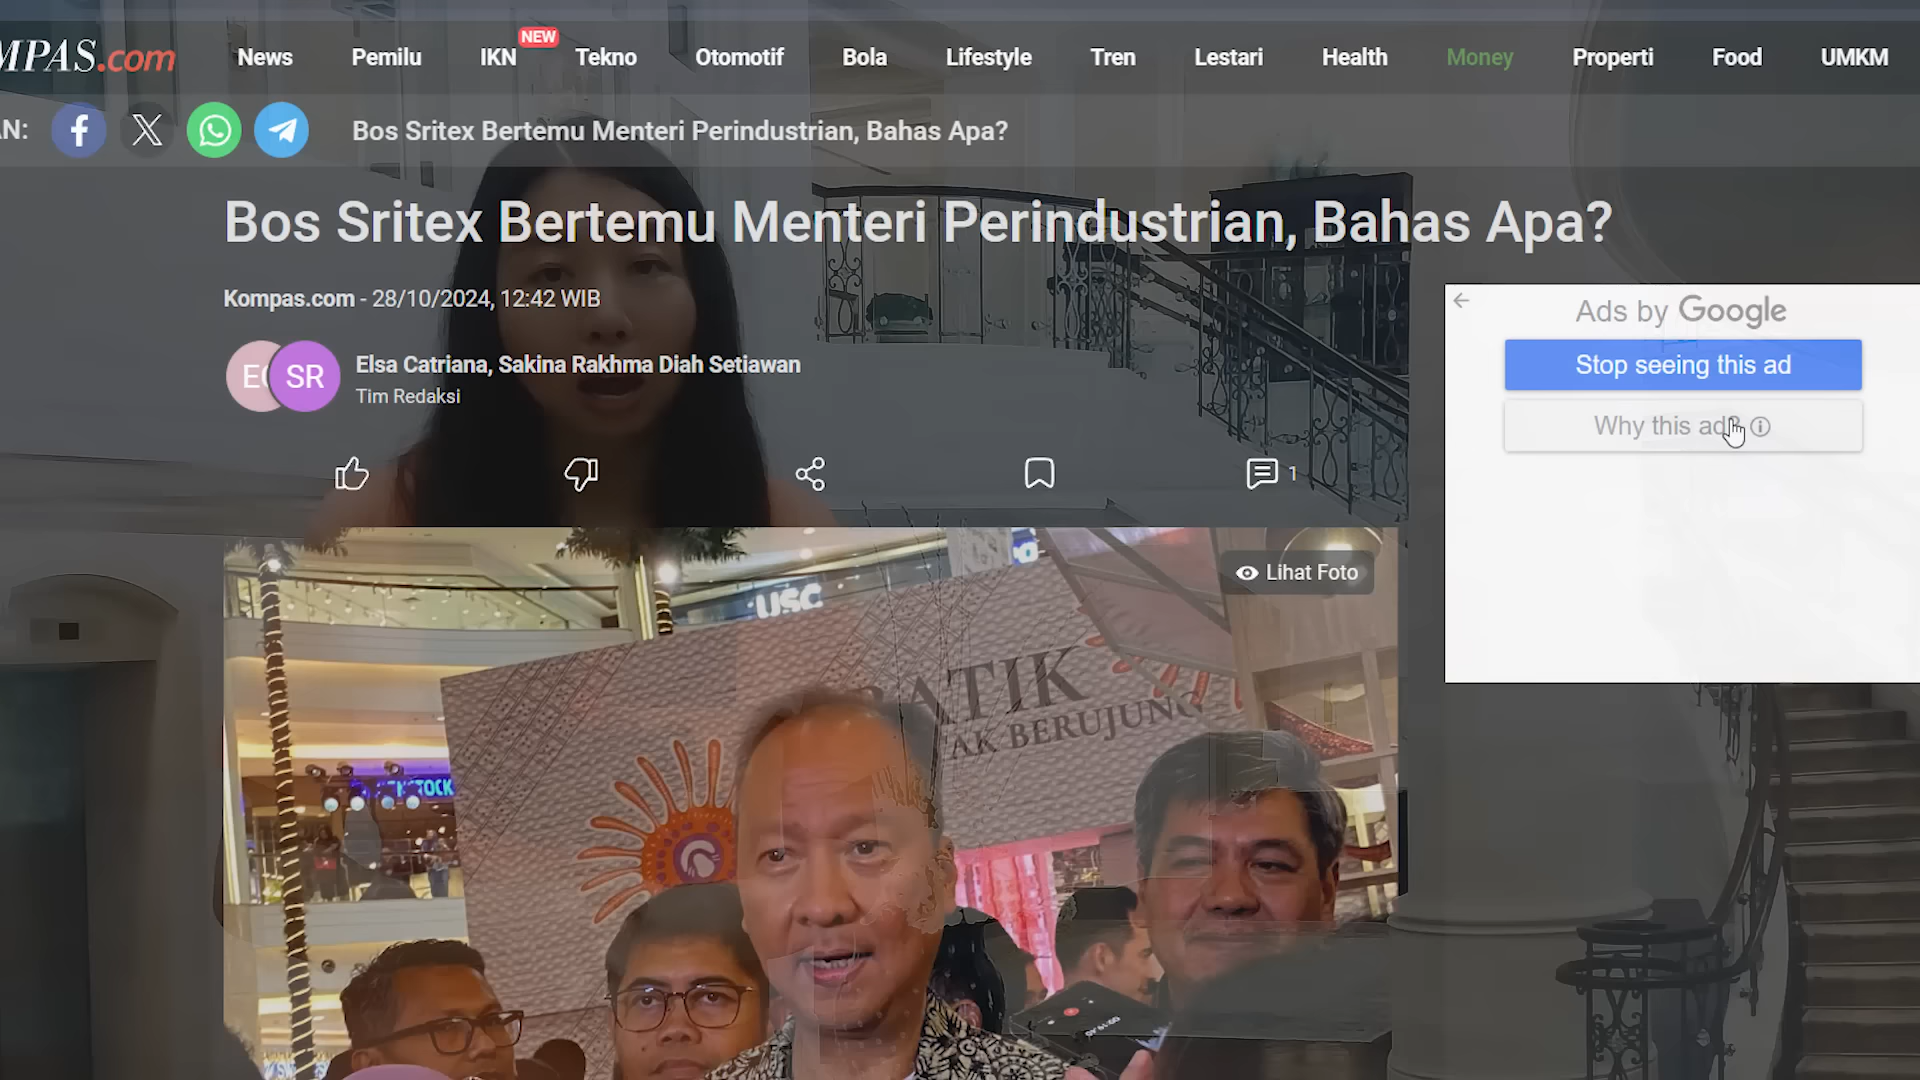 MPAS.com
News Pemilu IKN NEW Tekno Otomotif Bola Lifestyle Tren Lestari Health Money Properti Food UMKM
AN: Bos Sritex Bertemu Menteri Perindustrian, Bahas Apa?
Bos Sritex Bertemu Menteri Perindustrian, Bahas Apa?
Kompas.com - 28/10/2024, 12:42 WIB
SR
Elsa Catriana, Sakina Rakhma Diah Setiawan
Tim Redaksi
1
Ads by Google
Stop seeing this ad
Why this ad?
Lihat Foto
USC
BATIK
TAK BERUJUNG